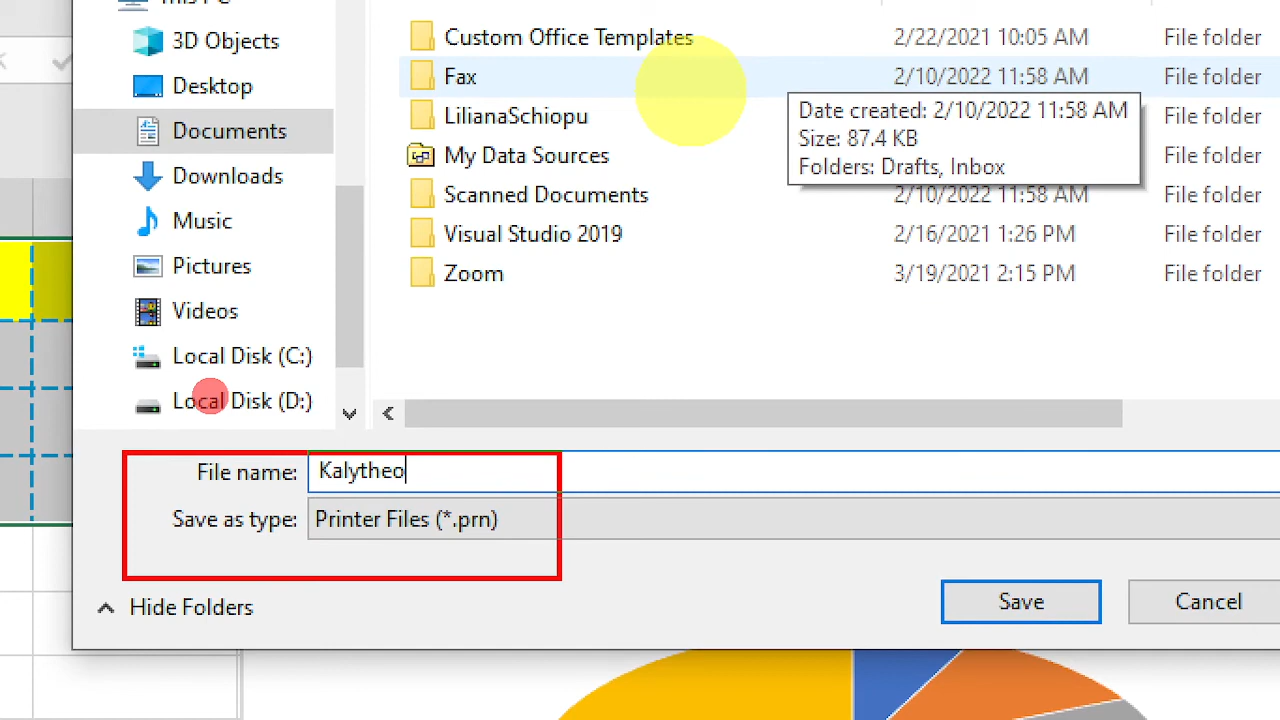 3D Objects
Desktop
Documents
Downloads
Music
Pictures
Videos
Local Disk (C:)
Local Disk (D:)
Custom Office Templates 2/22/2021 10:05 AM File folder
Fax 2/10/2022 11:58 AM File folder
LilianaSchiopu File folder
My Data Sources File folder
Scanned Documents 2/10/2022 11:58 AM File folder
Visual Studio 2019 2/16/2021 1:26 PM File folder
Zoom 3/19/2021 2:15 PM File folder
Date created: 2/10/2022 11:58 AM
Size: 87.4 KB
Folders: Drafts, Inbox
File name: Kalytheo
Save as type: Printer Files (*.prn)
Hide Folders
Save Cancel